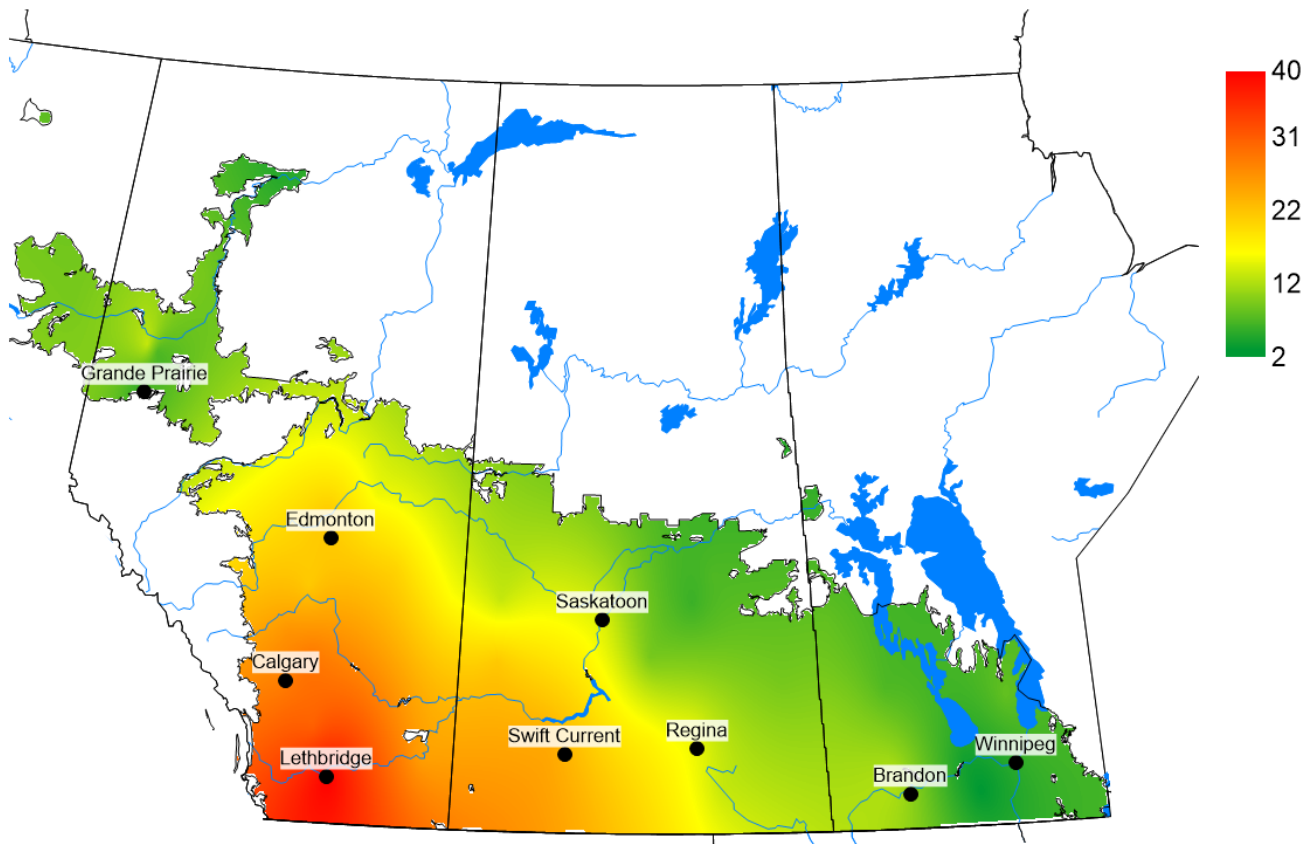 40
31
22
12
2
Grande Prairie
Edmonton
Saskatoon
Calgary
Swift Current
Regina
Lethbridge
Winnipeg
Brandon